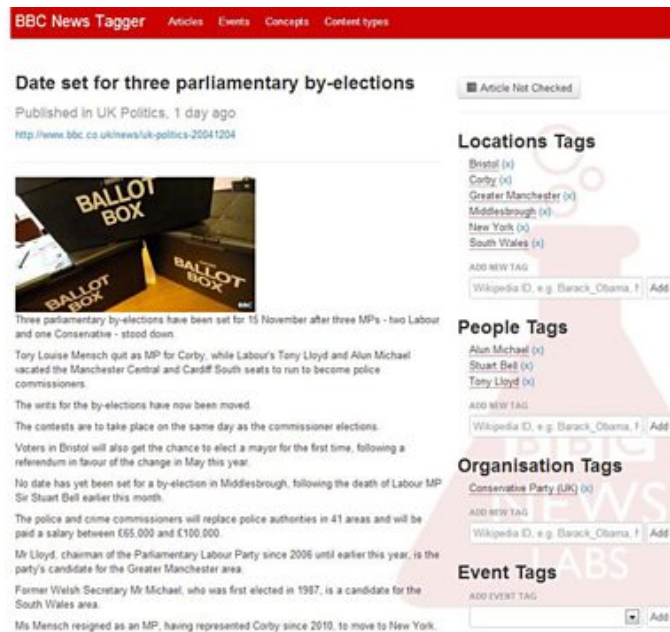 BBC News Tagger Articles Events Concepts Content types
Date set for three parliamentary by-elections
Published in UK Politics, 1 day ago
http://www.bbc.co.uk/news/uk-politics-20041204
BALLOT
BOX
BALLOT
BOX
BALLOT
BOX
BBC
Three parliamentary by-elections have been set for 15 November after three MPs - two Labour
and one Conservative - stood down.
Tory Louise Mensch quit as MP for Corby, while Labour's Tony Lloyd and Alun Michael
vacated the Manchester Central and Cardiff South seats to run to become police
commissioners.
The writs for the by-elections have now been moved.
The contests are to take place on the same day as the commissioner elections.
Voters in Bristol will also get the chance to elect a mayor for the first time, following a
referendum in favour of the change in May this year.
No date has yet been set for a by-election in Middlesbrough, following the death of Labour MP
Sir Stuart Bell earlier this month.
The police and crime commissioners will replace police authorities in 41 areas and will be
paid a salary between £65,000 and £100,000.
Mr Lloyd, chairman of the Parliamentary Labour Party since 2006 until earlier this year, is the
party's candidate for the Greater Manchester area.
Former Welsh Secretary Mr Michael, who was first elected in 1987, is a candidate for the
South Wales area.
Ms Mensch resigned as an MP, having represented Corby since 2010, to move to New York,
Article Not Checked
Locations Tags
Bristol (x)
Corby (x)
Greater Manchester (x)
Middlesbrough (x)
New York (x)
South Wales (x)
ADD NEW TAG
Wikipedia ID, e.g. Barack_Obama, Add
People Tags
Alun Michael (x)
Stuart Bell (x)
Tony Lloyd (x)
ADD NEW TAG
Wikipedia ID, e.g. Barack_Obama, Add
Organisation Tags
Conservative Party (UK) (x)
ADD NEW TAG
Wikipedia ID, e.g. Barack_Obama, Add
Event Tags
ADD EVENT TAG
Add
BBC
NEWS
LABS